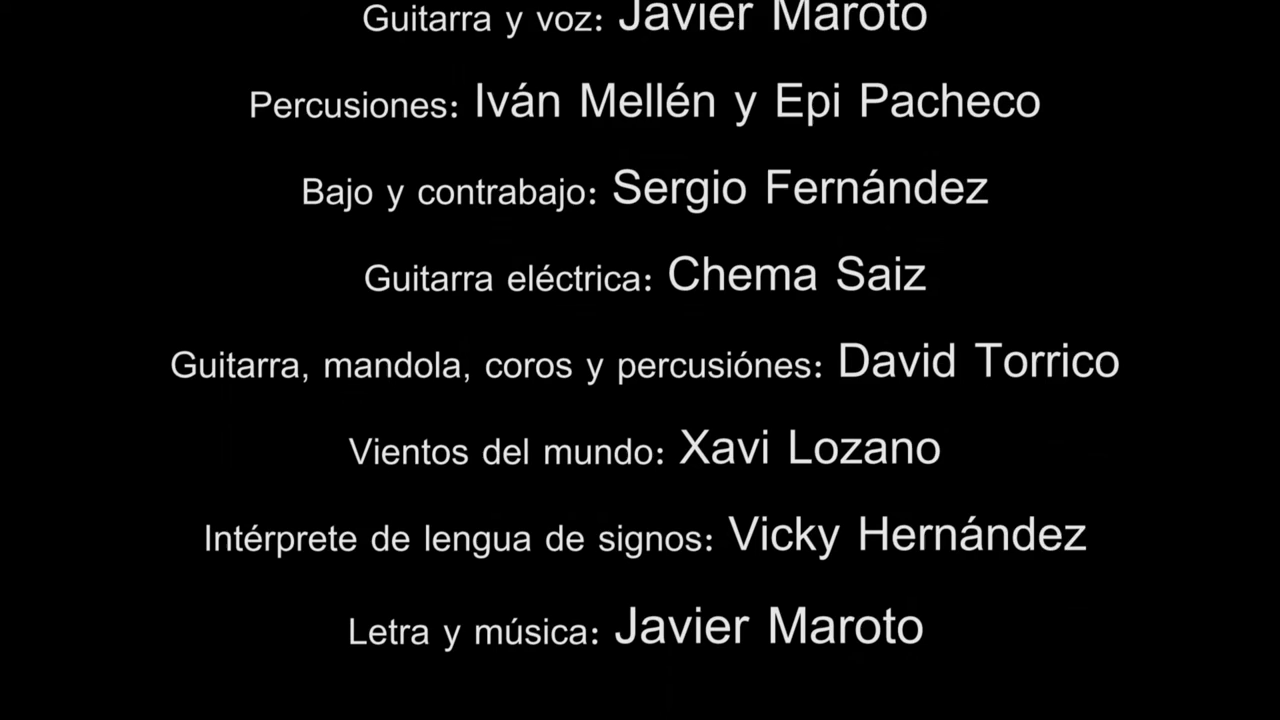 Guitarra y voz: Javier Maroto
Percusiones: Iván Mellén y Epi Pacheco
Bajo y contrabajo: Sergio Fernández
Guitarra eléctrica: Chema Saiz
Guitarra, mandola, coros y percusiónes: David Torrico
Vientos del mundo: Xavi Lozano
Intérprete de lengua de signos: Vicky Hernández
Letra y música: Javier Maroto